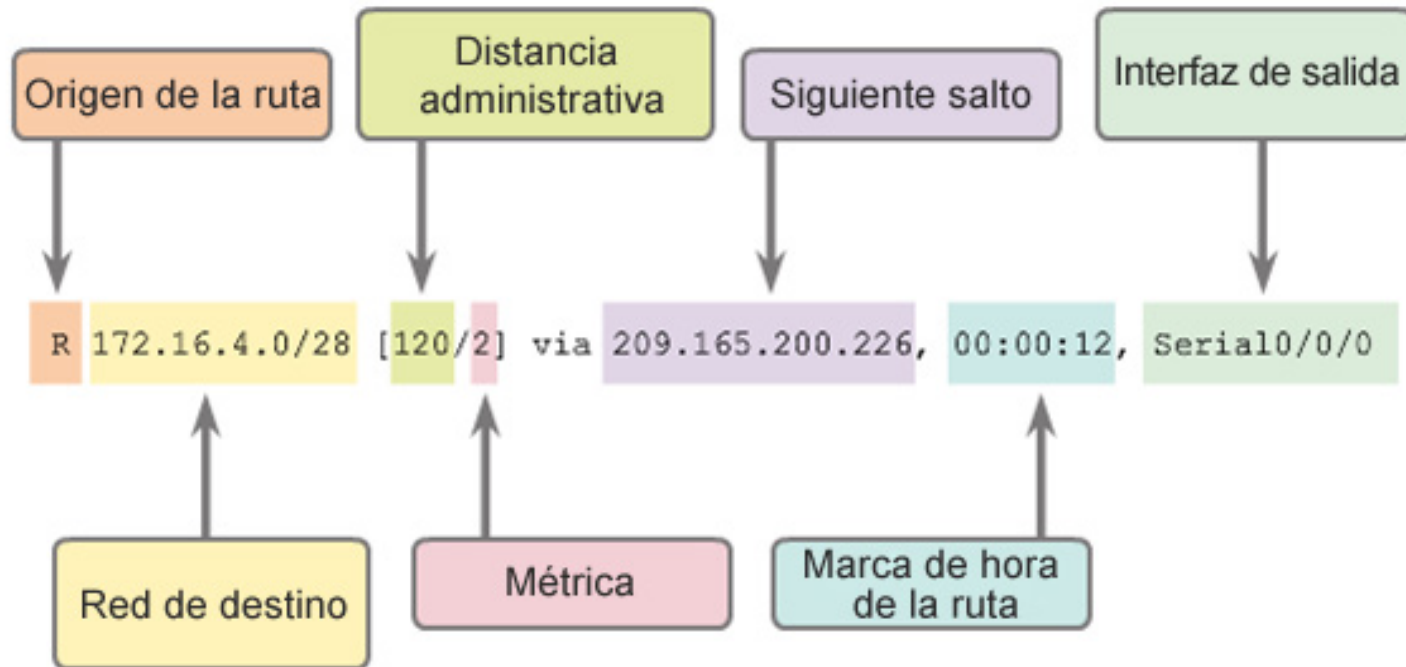 Origen de la ruta
Distancia
administrativa
Siguiente salto
Interfaz de salida
R 172.16.4.0/28 [120/2] via 209.165.200.226, 00:00:12, Serial0/0/0
Red de destino
Métrica
Marca de hora
de la ruta